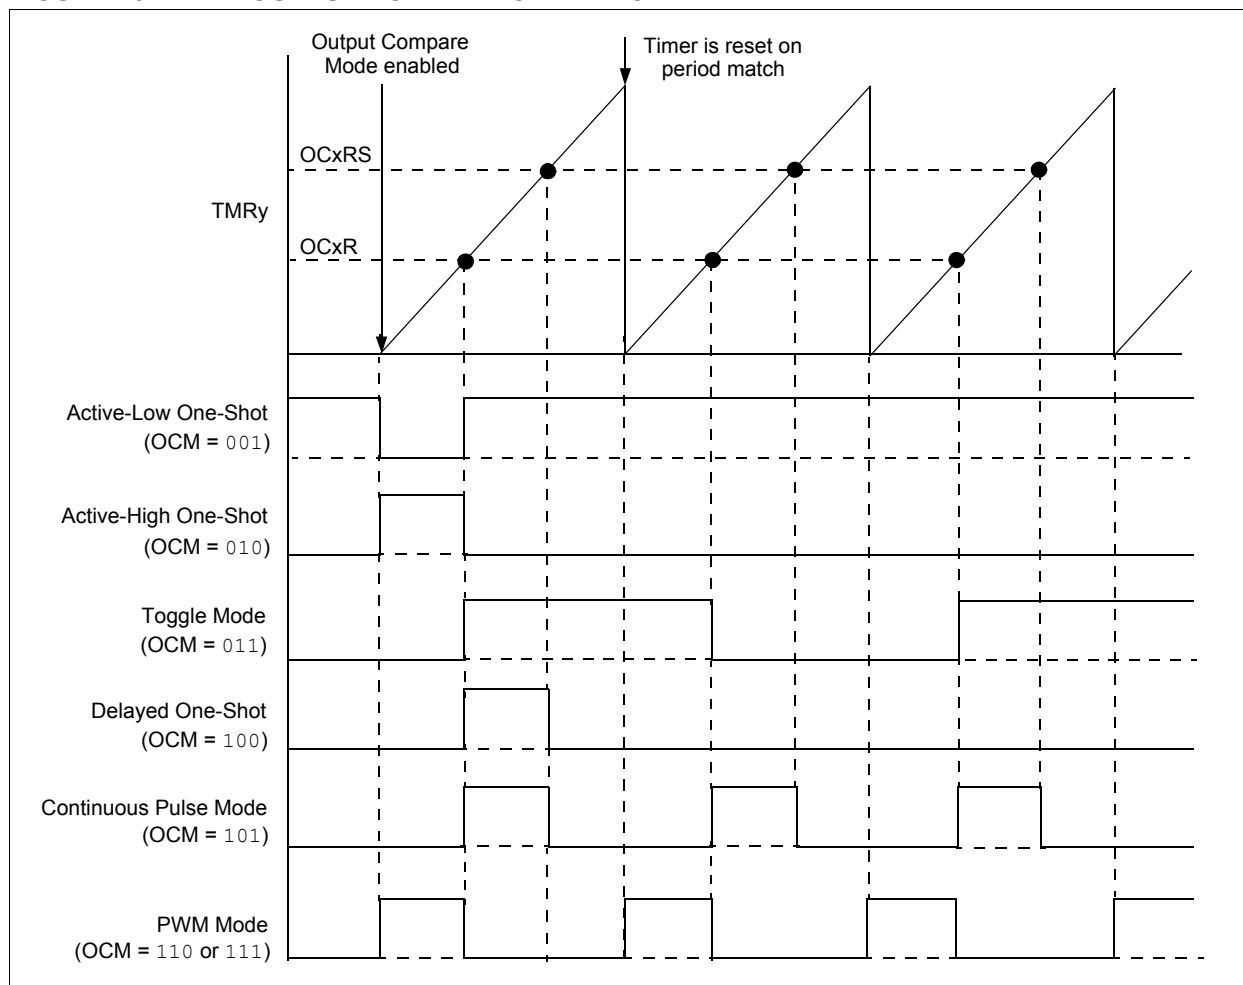 Output Compare
Mode enabled
Timer is reset on
period match
OCxRS
TMRy
OCxR
Active-Low One-Shot
(OCM = 001)
Active-High One-Shot
(OCM = 010)
Toggle Mode
(OCM = 011)
Delayed One-Shot
(OCM = 100)
Continuous Pulse Mode
(OCM = 101)
PWM Mode
(OCM = 110 or 111)